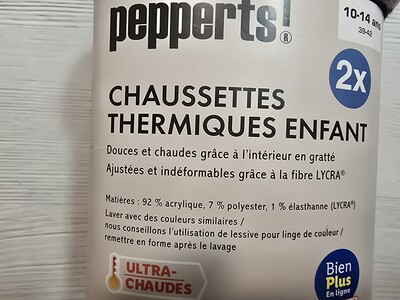 pepperts!®
10-14 ans
39-42
2x
CHAUSSETTES
THERMIQUES ENFANT
Douces et chaudes grâce à l'intérieur en gratté
Ajustées et indéformables grâce à la fibre LYCRA®
Matières : 92 % acrylique, 7 % polyester, 1 % élasthanne (LYCRA®)
Laver avec des couleurs similaires /
nous conseillons l'utilisation de lessive pour linge de couleur /
remettre en forme après le lavage
ULTRA-
CHAUDES
Bien
Plus
En ligne